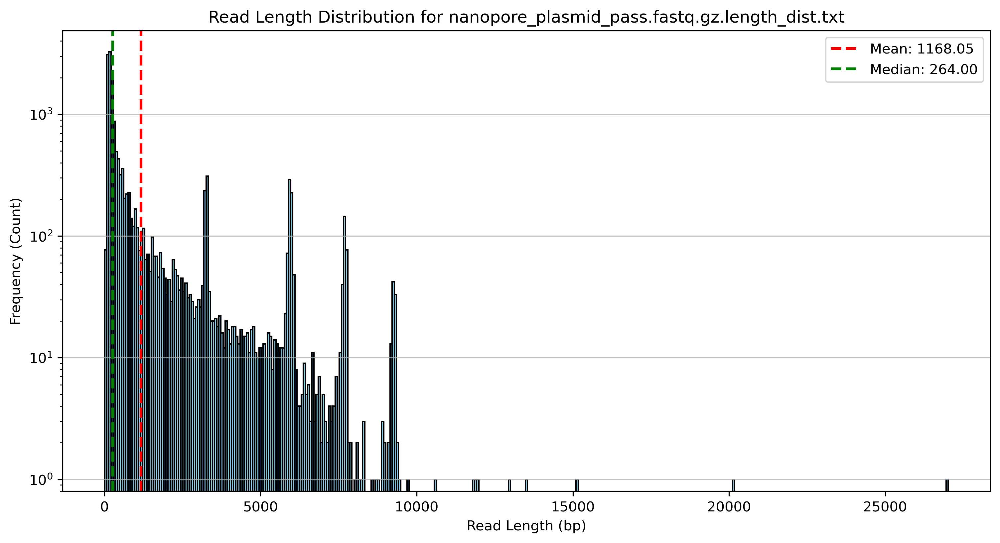 Read Length Distribution for nanopore_plasmid_pass.fastq.gz.length_dist.txt
Mean: 1168.05
Median: 264.00
Frequency (Count)
10³
10²
10¹
10⁰
0 5000 10000 15000 20000 25000
Read Length (bp)